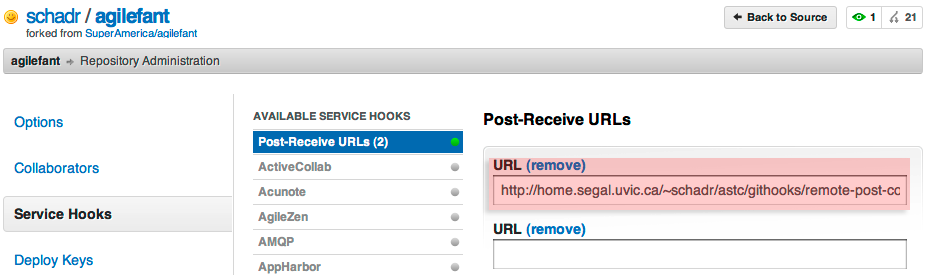 schadr / agilefant
forked from SuperAmerica/agilefant
Back to Source
1
21
agilefant → Repository Administration
Options
Collaborators
Service Hooks
Deploy Keys
AVAILABLE SERVICE HOOKS
Post-Receive URLs (2)
ActiveCollab
Acunote
AgileZen
AMQP
AppHarbor
Post-Receive URLs
URL (remove)
http://home.segal.uvic.ca/~schadr/astc/githooks/remote-post-co
URL (remove)